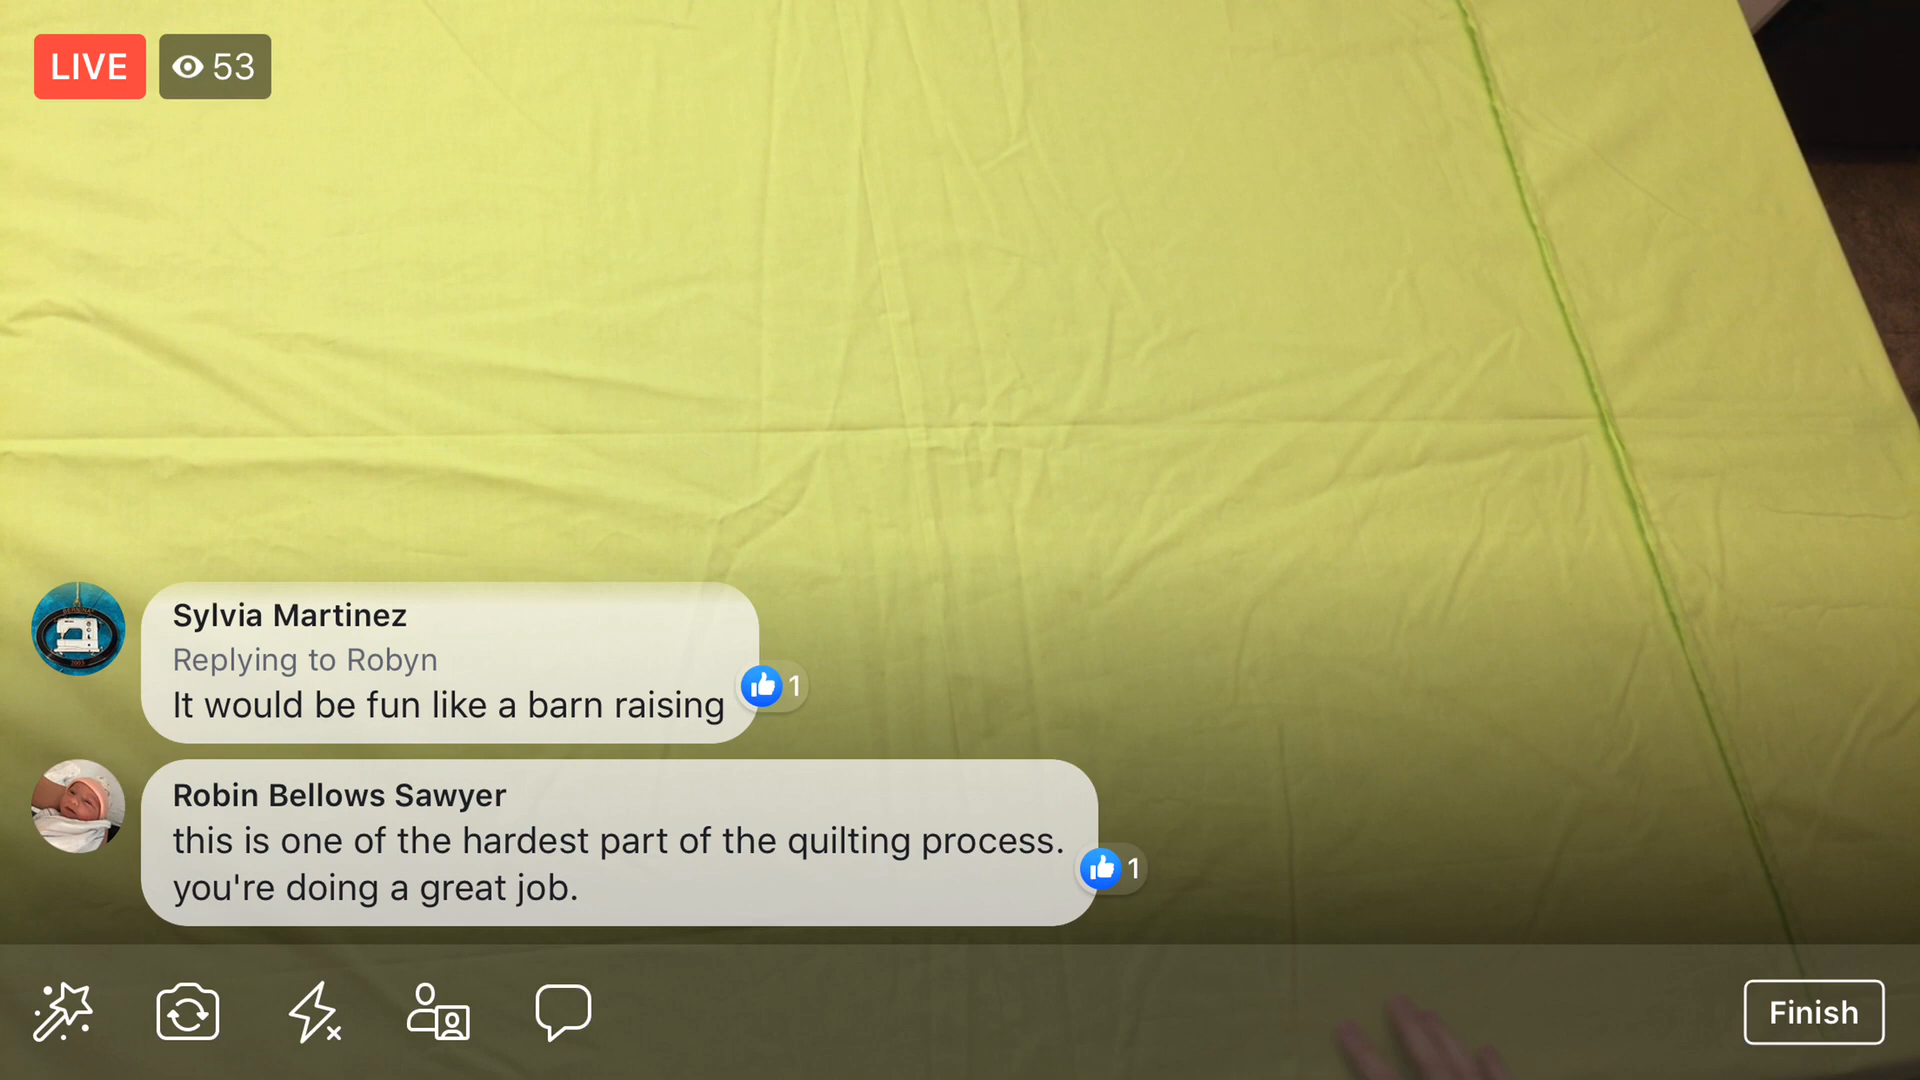 LIVE
53
Sylvia Martinez
Replying to Robyn
It would be fun like a barn raising
1
Robin Bellows Sawyer
this is one of the hardest part of the quilting process.
you're doing a great job.
1
Finish